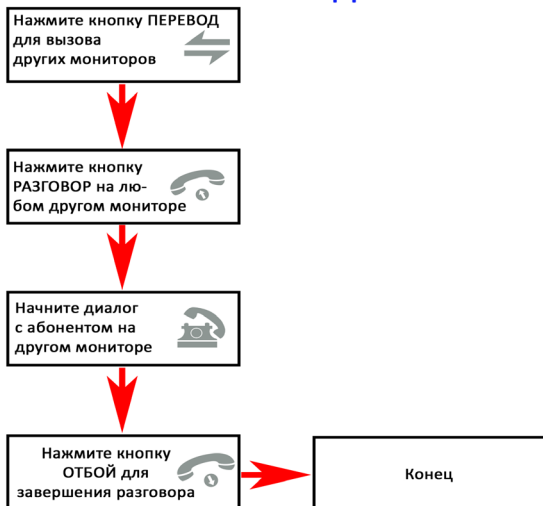 Нажмите кнопку ПЕРЕВОД
для вызова
других мониторов
Нажмите кнопку
РАЗГОВОР на лю-
бом другом мониторе
Начните диалог
с абонентом на
другом мониторе
Нажмите кнопку
ОТБОЙ для
завершения разговора
Конец